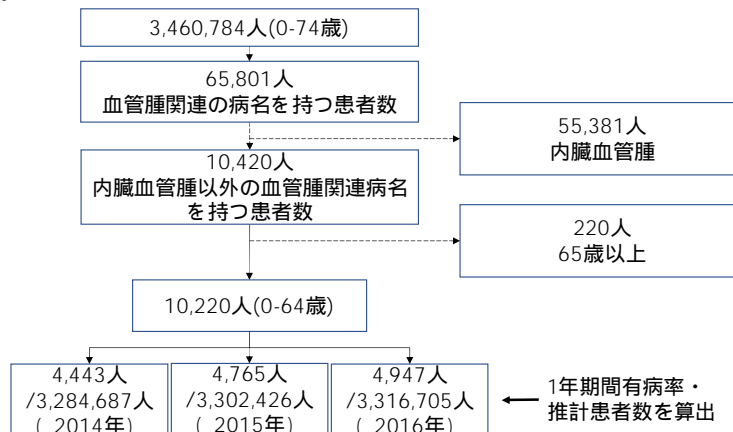 3,460,784人(0-74歳)
65,801人
血管腫関連の病名を持つ患者数
55,381人
内臓血管腫
10,420人
内臓血管腫以外の血管腫関連病名
を持つ患者数
220人
65歳以上
10,220人(0-64歳)
4,443人
/3,284,687人
( 2014年)
4,765人
/3,302,426人
( 2015年)
4,947人
/3,316,705人
( 2016年)
1年期間有病率・
推計患者数を算出